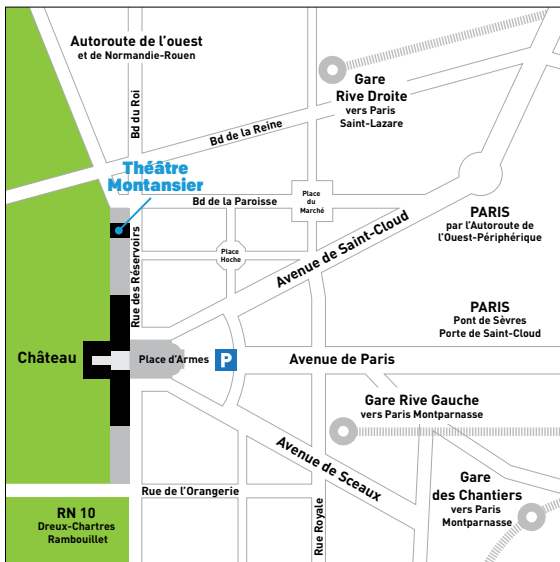 Autoroute de l'ouest
et de Normandie-Rouen
Bd du Roi
Gare
Rive Droite
vers Paris
Saint-Lazare
Bd de la Reine
Théâtre
Montansier
Bd de la Paroisse
Place
du
Marché
PARIS
par l'Autoroute de
l'Ouest-Périphérique
Rue des Réservoirs
Place
Hoche
Avenue de Saint-Cloud
PARIS
Pont de Sèvres
Porte de Saint-Cloud
Château
Place d'Armes
P
Avenue de Paris
Gare Rive Gauche
vers Paris Montparnasse
Avenue de Sceaux
Rue de l'Orangerie
Gare
des Chantiers
vers Paris
Montparnasse
RN 10
Dreux-Chartres
Rambouillet
Rue Royale